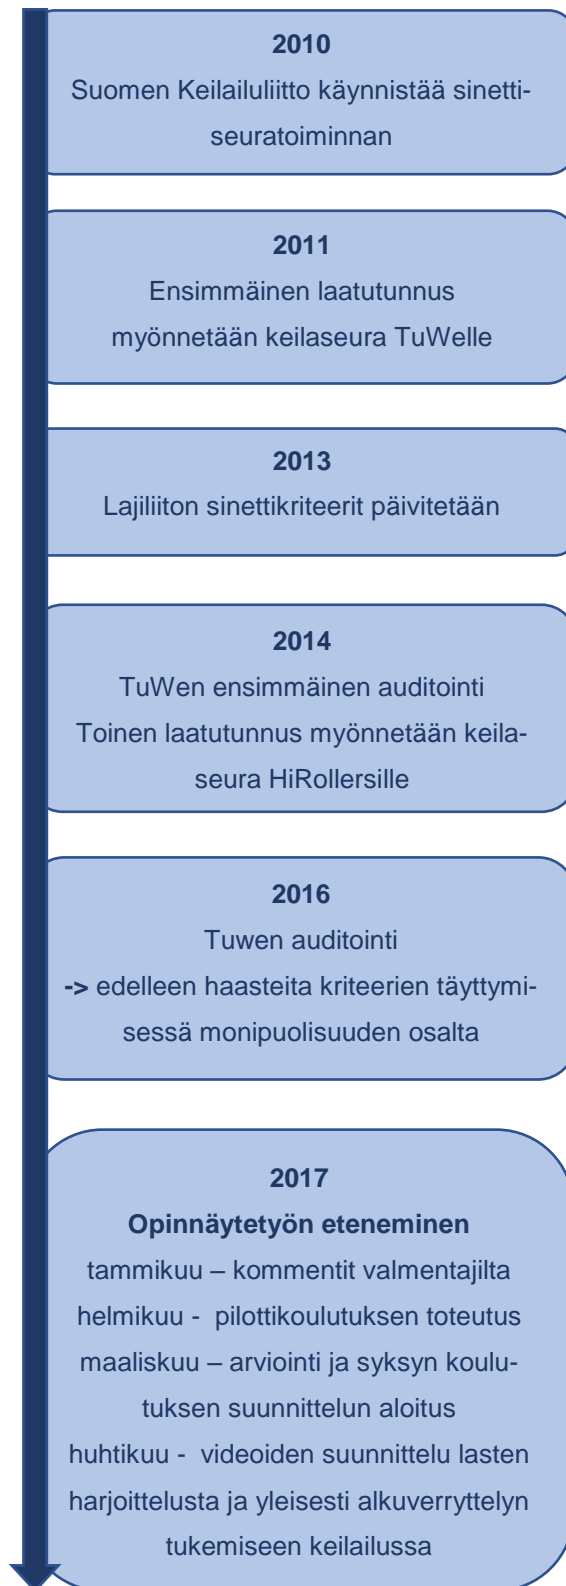 2010
Suomen Keilailuliitto käynnistää sinetti-
seuratoiminnan
2011
Ensimmäinen laatutunnus
myönnetään keilaseura TuWelle
2013
Lajiliiton sinettikriteerit päivitetään
2014
TuWen ensimmäinen auditointi
Toinen laatutunnus myönnetään keila-
seura HiRollersille
2016
Tuwen auditointi
-> edelleen haasteita kriteerien täyttymi-
sessä monipuolisuuden osalta
2017
Opinnäytetyön eteneminen
tammikuu – kommentit valmentajilta
helmikuu - pilottikoulutuksen toteutus
maaliskuu – arviointi ja syksyn koulu-
tuksen suunnittelun aloitus
huhtikuu - videoiden suunnittelu lasten
harjoittelusta ja yleisesti alkuverryttelyn
tukemiseen keilailussa